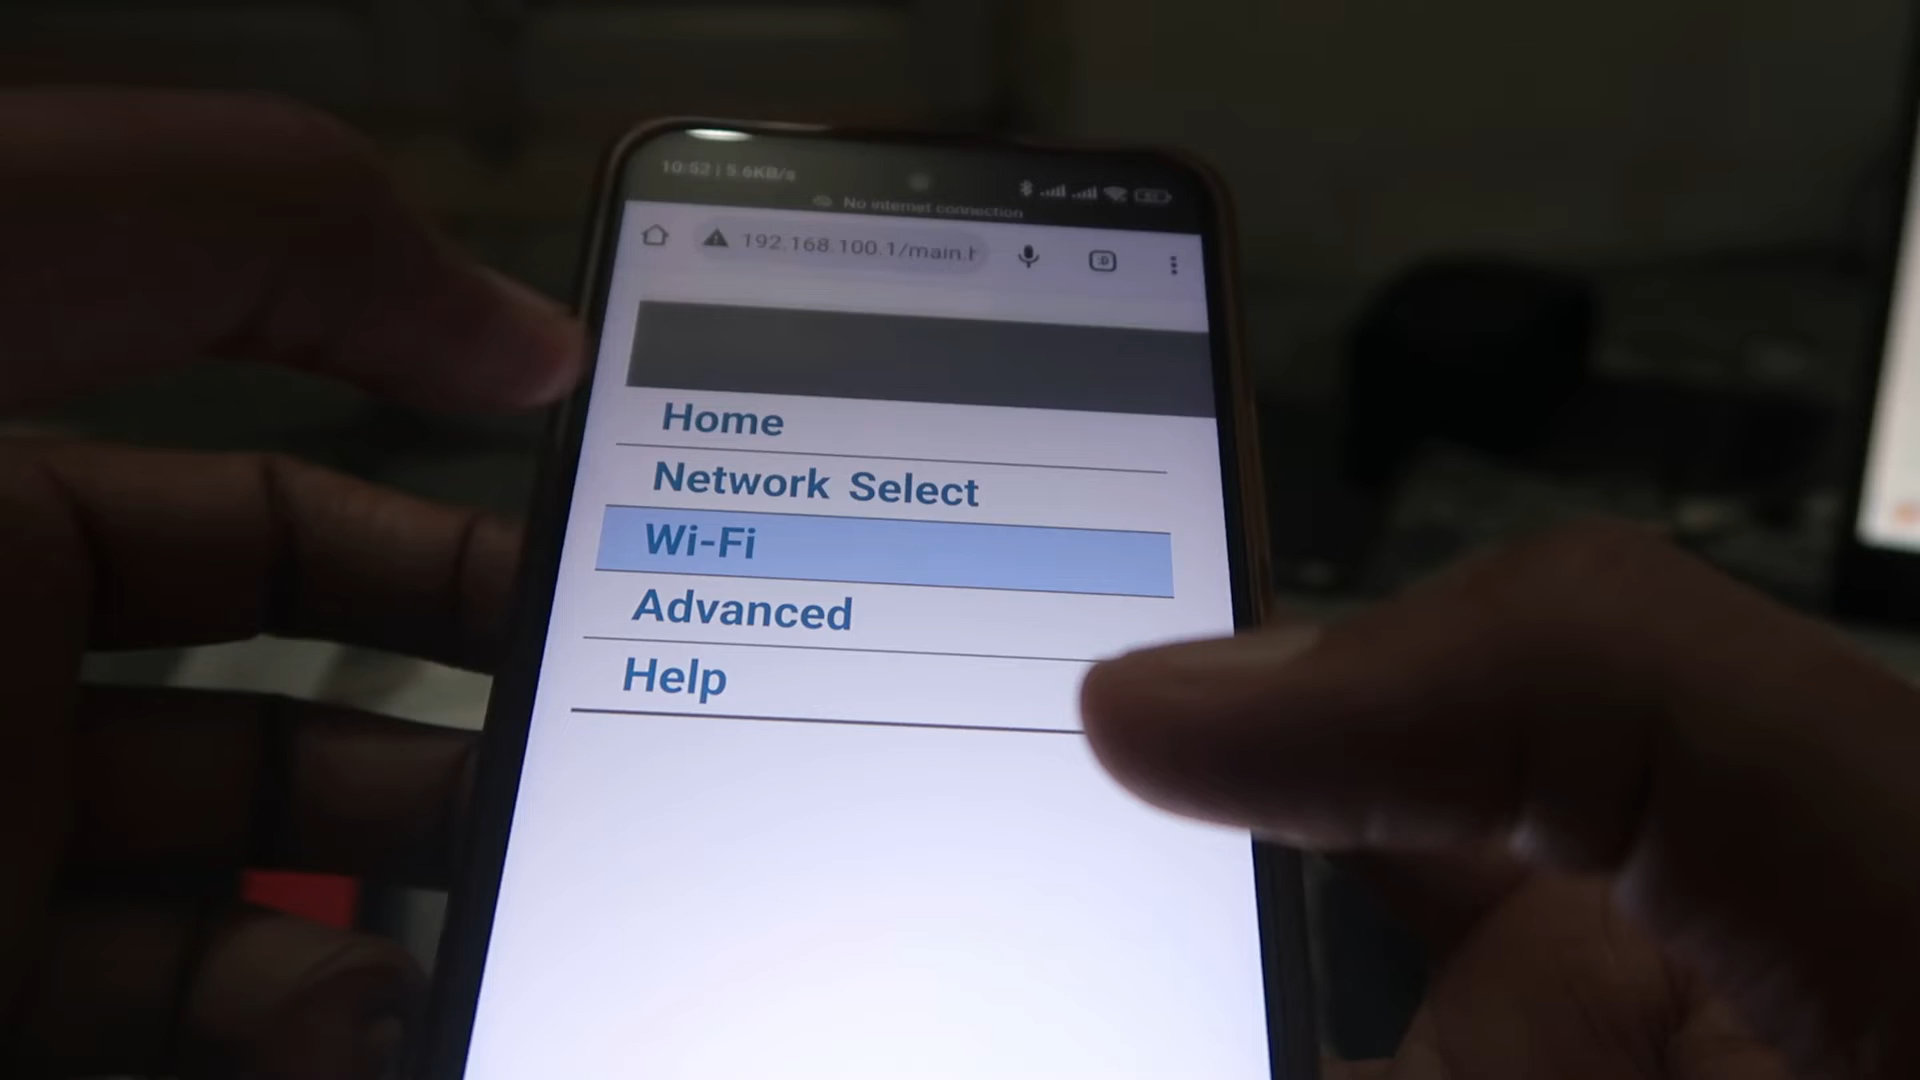 10:52 | 5.6KB/s
No internet connection
192.168.100.1/main.h
:D
Home
Network Select
Wi-Fi
Advanced
Help